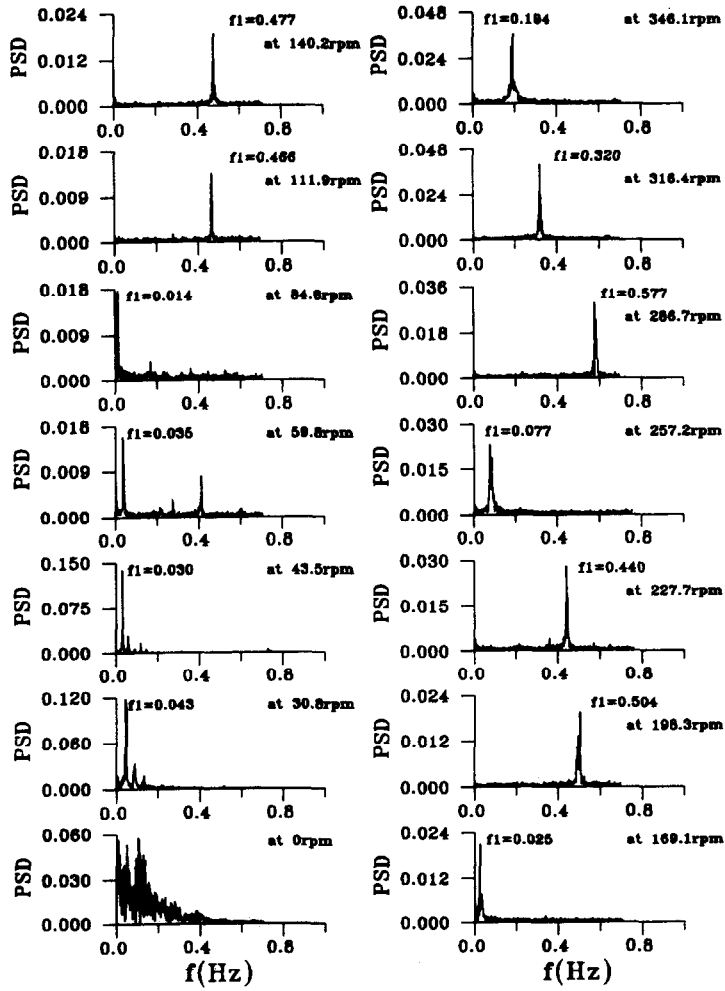 PSD
0.024
0.012
0.000
f1=0.477
at 140.2rpm
0.0 0.4 0.8
PSD
0.018
0.009
0.000
f1=0.466
at 111.9rpm
0.0 0.4 0.8
PSD
0.018
0.009
0.000
f1=0.014
at 84.6rpm
0.0 0.4 0.8
PSD
0.018
0.009
0.000
f1=0.035
at 59.8rpm
0.0 0.4 0.8
PSD
0.150
0.075
0.000
f1=0.030
at 43.5rpm
0.0 0.4 0.8
PSD
0.120
0.060
0.000
f1=0.043
at 30.8rpm
0.0 0.4 0.8
PSD
0.060
0.030
0.000
at 0rpm
0.0 0.4 0.8
f(Hz)
PSD
0.048
0.024
0.000
f1=0.194
at 346.1rpm
0.0 0.4 0.8
PSD
0.048
0.024
0.000
f1=0.320
at 316.4rpm
0.0 0.4 0.8
PSD
0.036
0.018
0.000
f1=0.577
at 286.7rpm
0.0 0.4 0.8
PSD
0.030
0.015
0.000
f1=0.077
at 257.2rpm
0.0 0.4 0.8
PSD
0.030
0.015
0.000
f1=0.440
at 227.7rpm
0.0 0.4 0.8
PSD
0.024
0.012
0.000
f1=0.504
at 198.3rpm
0.0 0.4 0.8
PSD
0.024
0.012
0.000
f1=0.025
at 169.1rpm
0.0 0.4 0.8
f(Hz)